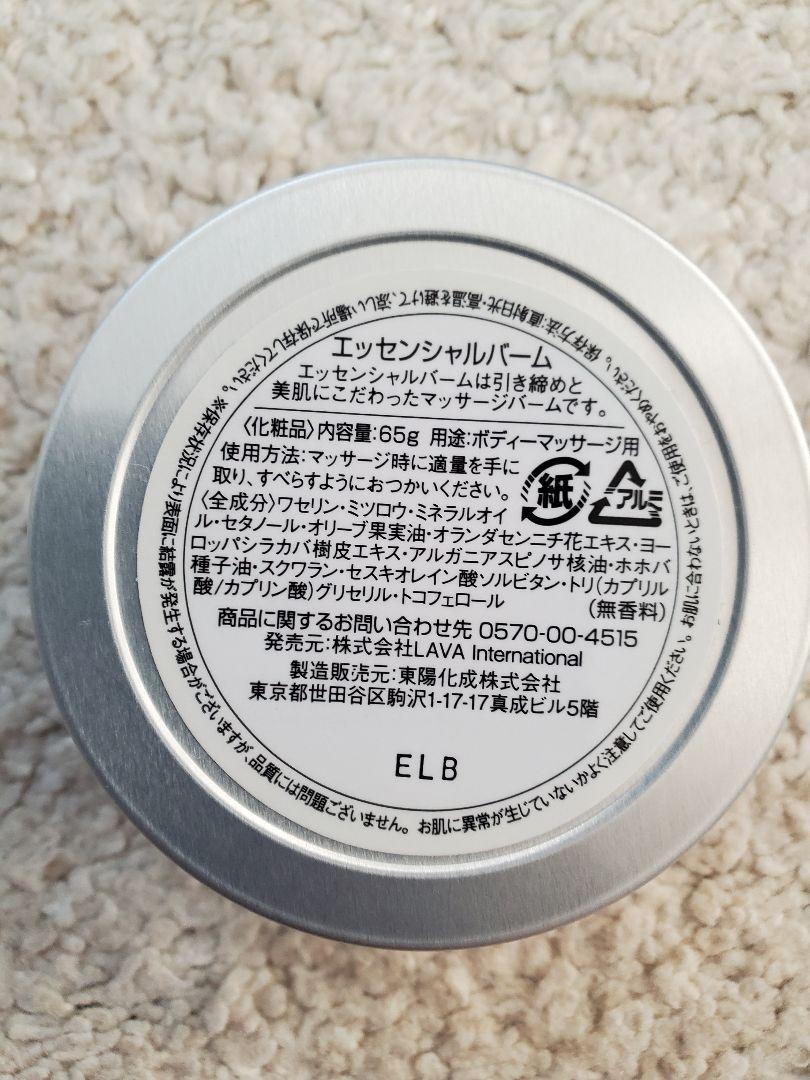 エッセンシャルバーム
エッセンシャルバームは引き締めと
美肌にこだわったマッサージバームです。
〈化粧品〉内容量:65g 用途:ボディーマッサージ用
使用方法:マッサージ時に適量を手に
取り、すべらすようにおつかいください。
紙
アルミ
〈全成分〉ワセリン・ミツロウ・ミネラルオイ
ル・セタノール・オリーブ果実油・オランダセンニチ花エキス・ヨー
ロッパシラカバ樹皮エキス・アルガニアスピノサ核油・ホホバ
種子油・スクワラン・セスキオレイン酸ソルビタン・トリ(カプリル
酸/カプリン酸)グリセリル・トコフェロール
(無香料)
商品に関するお問い合わせ先 0570-00-4515
発売元:株式会社LAVA International
製造販売元:東陽化成株式会社
東京都世田谷区駒沢1-17-17真成ビル5階
ELB
お肌に異常が生じていないかよく注意してご使用ください。お肌に合わないときは、ご使用をおやめください。保存方法:直射日光・高温を避けて、涼しい場所で保存してください。※保存状況により表面に結露が発生する場合がございますが、品質には問題ございません。